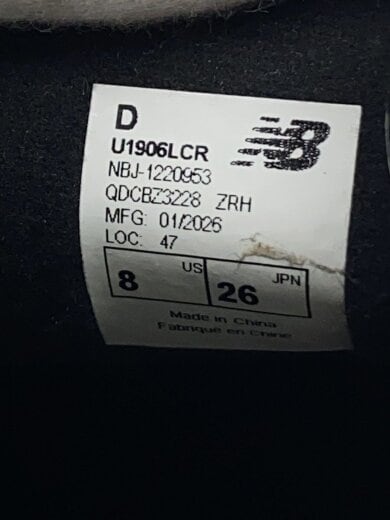 D
U1906LCR
NBJ-1220953
QDCBZ3228 ZRH
MFG: 01/2026
LOC: 47
8 US 26 JPN
Made in China
Fabriqué en Chine